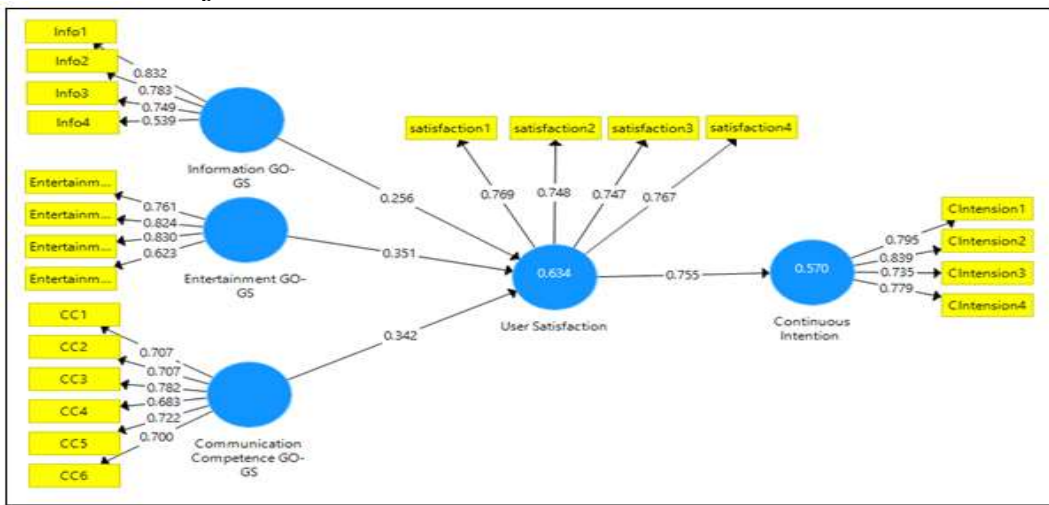 Info1
Info2
Info3
Info4
0.832
0.783
0.749
0.539
Information GO-
GS
Entertainm...
Entertainm...
Entertainm...
Entertainm...
0.761
0.824
0.830
0.623
Entertainment GO-
GS
CC1
CC2
CC3
CC4
CC5
CC6
0.707
0.707
0.782
0.683
0.722
0.700
Communication
Competence GO-
GS
0.256
0.351
0.342
satisfaction1
satisfaction2
satisfaction3
satisfaction4
0.769
0.748
0.747
0.767
0.634
User Satisfaction
0.755
0.570
Continuous
Intention
0.795
0.839
0.735
0.779
CIntension1
CIntension2
CIntension3
CIntension4